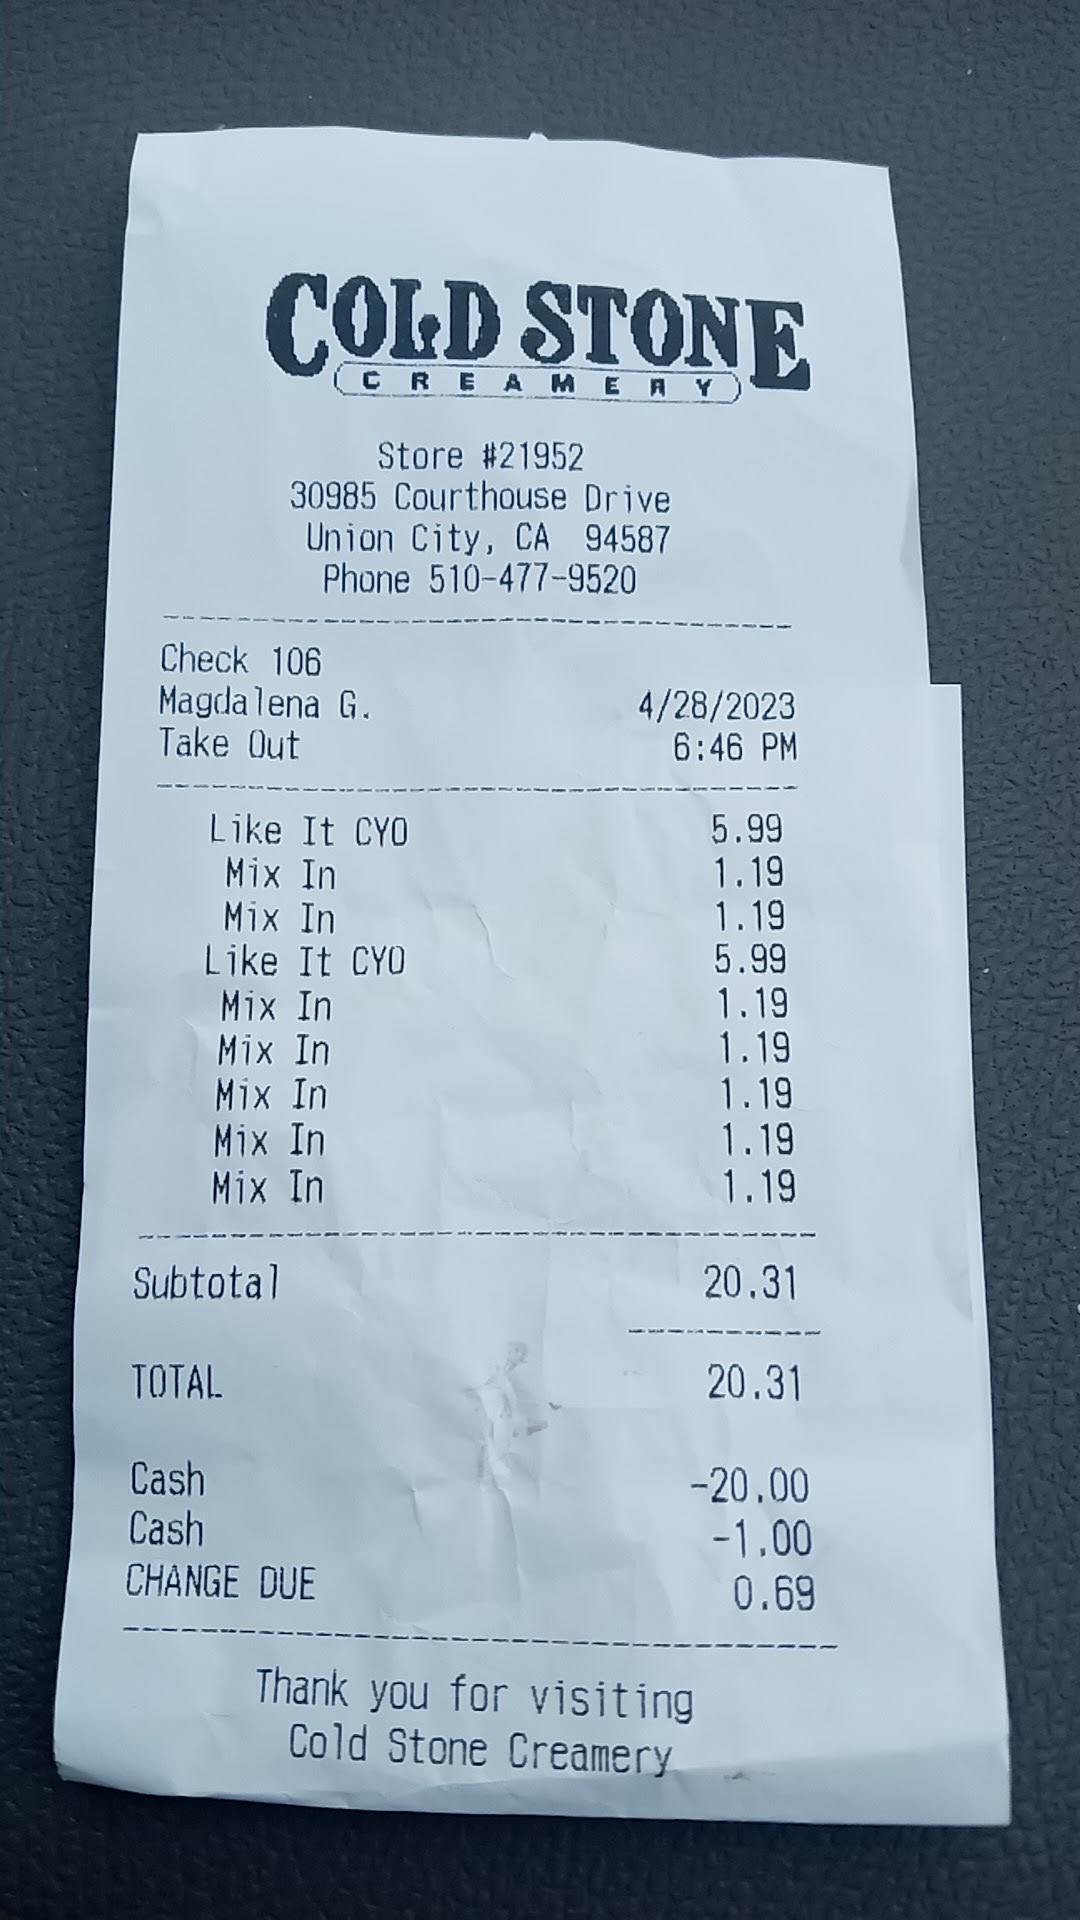 COLD STONE
CREAMERY
Store #21952
30985 Courthouse Drive
Union City, CA 94587
Phone 510-477-9520
Check 106
Magdalena G. 4/28/2023
Take Out 6:46 PM
Like It CYO 5.99
Mix In 1.19
Mix In 1.19
Like It CYO 5.99
Mix In 1.19
Mix In 1.19
Mix In 1.19
Mix In 1.19
Mix In 1.19
Subtotal 20.31
TOTAL 20.31
Cash -20.00
Cash -1.00
CHANGE DUE 0.69
Thank you for visiting
Cold Stone Creamery